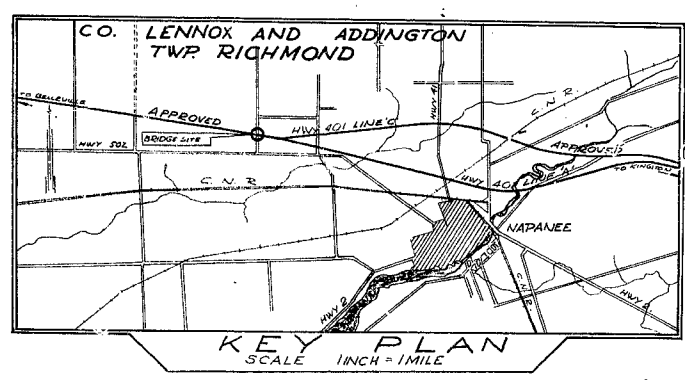 CO. LENNOX AND ADDINGTON
TWP. RICHMOND
TO BELLEVILLE
APPROVED
HWY 401 LINE 'C'
HWY 41
C.N.R.
BRIDGE SITE
HWY 502
APPROVED
HWY 401 LINE 'A'
TO KINGTON
C.N.R.
NAPANEE
HWY 2
C.N.R.
HWY 2
KEY PLAN
SCALE 1INCH = 1MILE